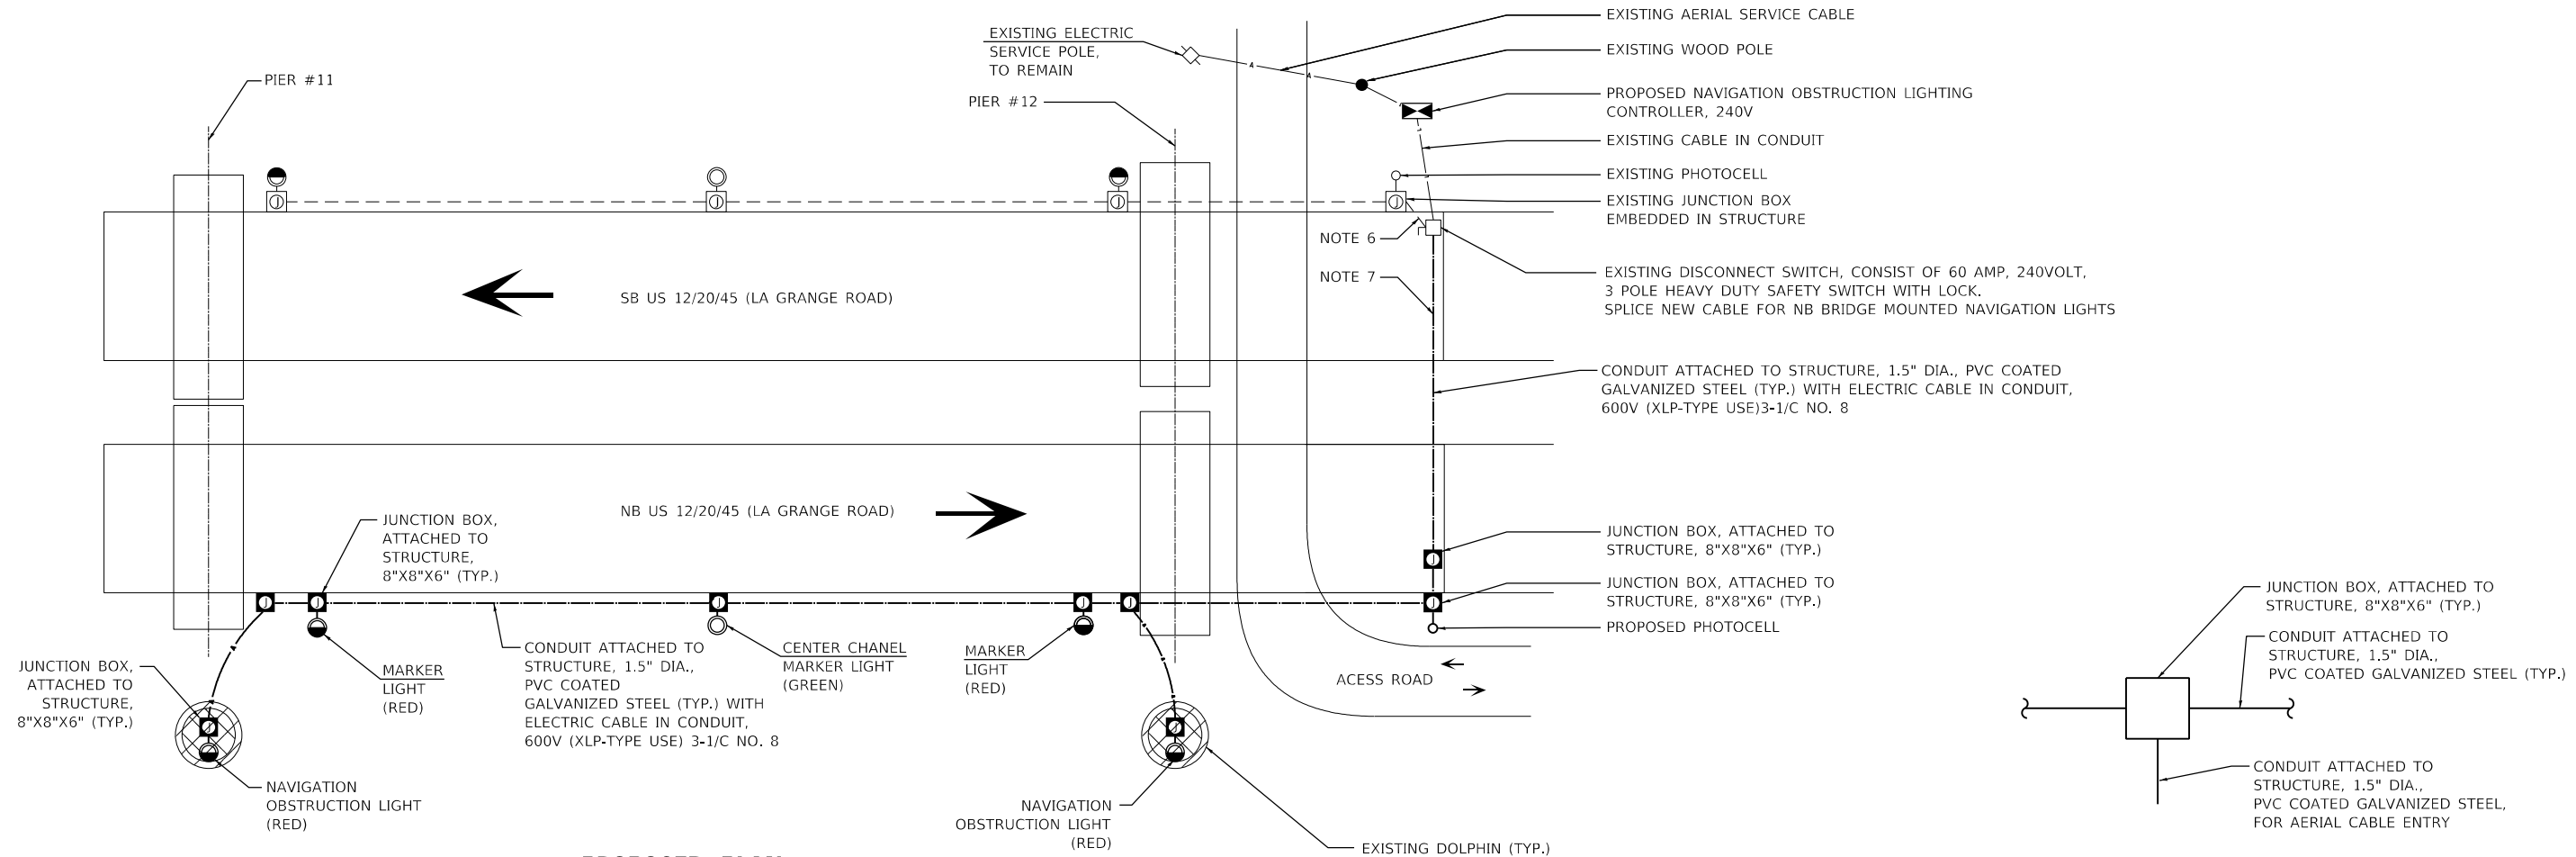 EXISTING ELECTRIC
SERVICE POLE,
TO REMAIN
PIER #11
PIER #12
EXISTING AERIAL SERVICE CABLE
EXISTING WOOD POLE
PROPOSED NAVIGATION OBSTRUCTION LIGHTING
CONTROLLER, 240V
EXISTING CABLE IN CONDUIT
EXISTING PHOTOCELL
EXISTING JUNCTION BOX
EMBEDDED IN STRUCTURE
A
A
J
J
J
J
NOTE 6
NOTE 7
EXISTING DISCONNECT SWITCH, CONSIST OF 60 AMP, 240VOLT,
3 POLE HEAVY DUTY SAFETY SWITCH WITH LOCK.
SPLICE NEW CABLE FOR NB BRIDGE MOUNTED NAVIGATION LIGHTS
SB US 12/20/45 (LA GRANGE ROAD)
CONDUIT ATTACHED TO STRUCTURE, 1.5" DIA., PVC COATED
GALVANIZED STEEL (TYP.) WITH ELECTRIC CABLE IN CONDUIT,
600V (XLP-TYPE USE)3-1/C NO. 8
NB US 12/20/45 (LA GRANGE ROAD)
JUNCTION BOX,
ATTACHED TO
STRUCTURE,
8"X8"X6" (TYP.)
JUNCTION BOX, ATTACHED TO
STRUCTURE, 8"X8"X6" (TYP.)
JUNCTION BOX, ATTACHED TO
STRUCTURE, 8"X8"X6" (TYP.)
PROPOSED PHOTOCELL
J
J
J
J
J
J
J
JUNCTION BOX,
ATTACHED TO
STRUCTURE,
8"X8"X6" (TYP.)
MARKER
LIGHT
(RED)
CONDUIT ATTACHED TO
STRUCTURE, 1.5" DIA.,
PVC COATED
GALVANIZED STEEL (TYP.) WITH
ELECTRIC CABLE IN CONDUIT,
600V (XLP-TYPE USE) 3-1/C NO. 8
CENTER CHANEL
MARKER LIGHT
(GREEN)
MARKER
LIGHT
(RED)
ACESS ROAD
J
J
NAVIGATION
OBSTRUCTION LIGHT
(RED)
NAVIGATION
OBSTRUCTION LIGHT
(RED)
EXISTING DOLPHIN (TYP.)
JUNCTION BOX, ATTACHED TO
STRUCTURE, 8"X8"X6" (TYP.)
CONDUIT ATTACHED TO
STRUCTURE, 1.5" DIA.,
PVC COATED GALVANIZED STEEL (TYP.)
CONDUIT ATTACHED TO
STRUCTURE, 1.5" DIA.,
PVC COATED GALVANIZED STEEL,
FOR AERIAL CABLE ENTRY